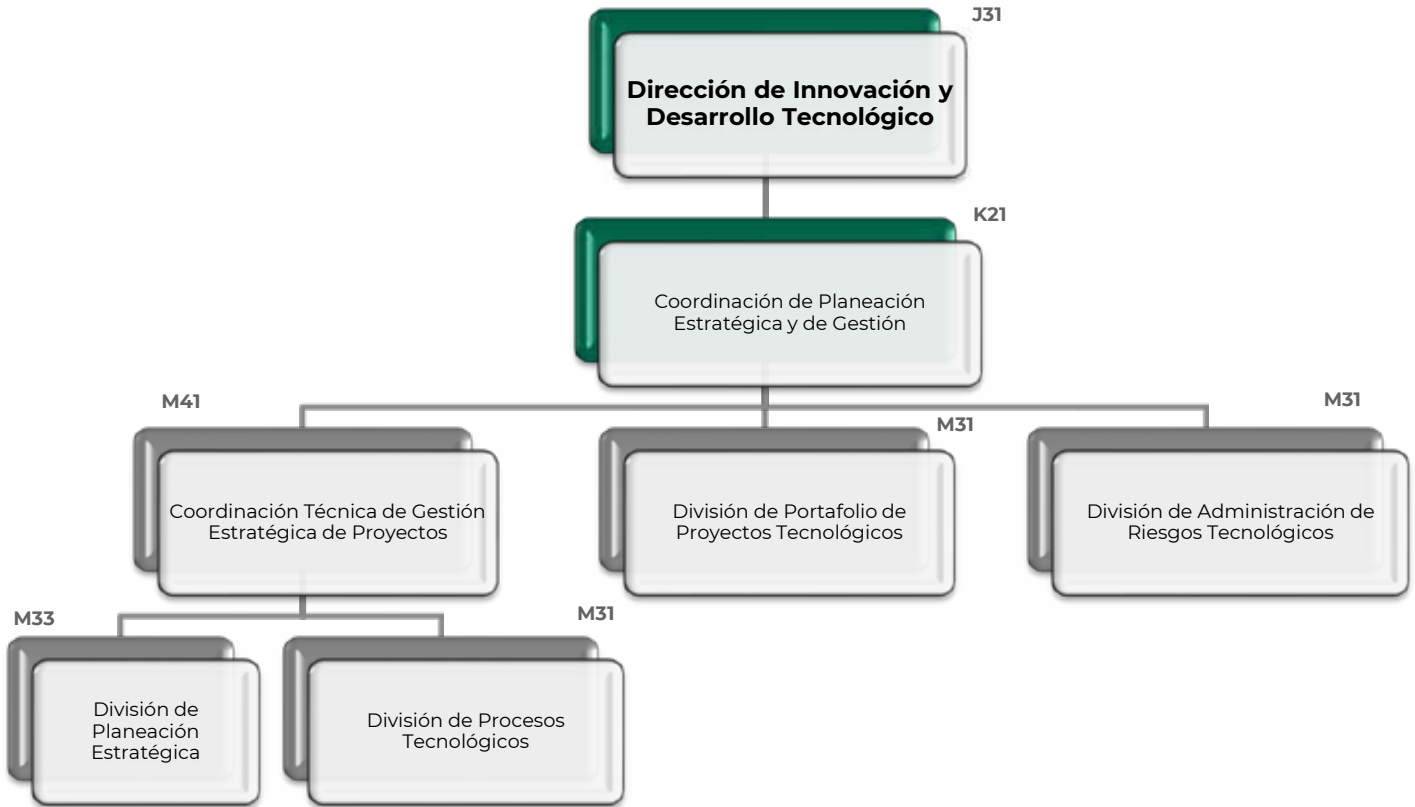 J31
Dirección de Innovación y
Desarrollo Tecnológico
K21
Coordinación de Planeación
Estratégica y de Gestión
M41
Coordinación Técnica de Gestión
Estratégica de Proyectos
M31
División de Portafolio de
Proyectos Tecnológicos
M31
División de Administración de
Riesgos Tecnológicos
M33
División de
Planeación
Estratégica
M31
División de Procesos
Tecnológicos